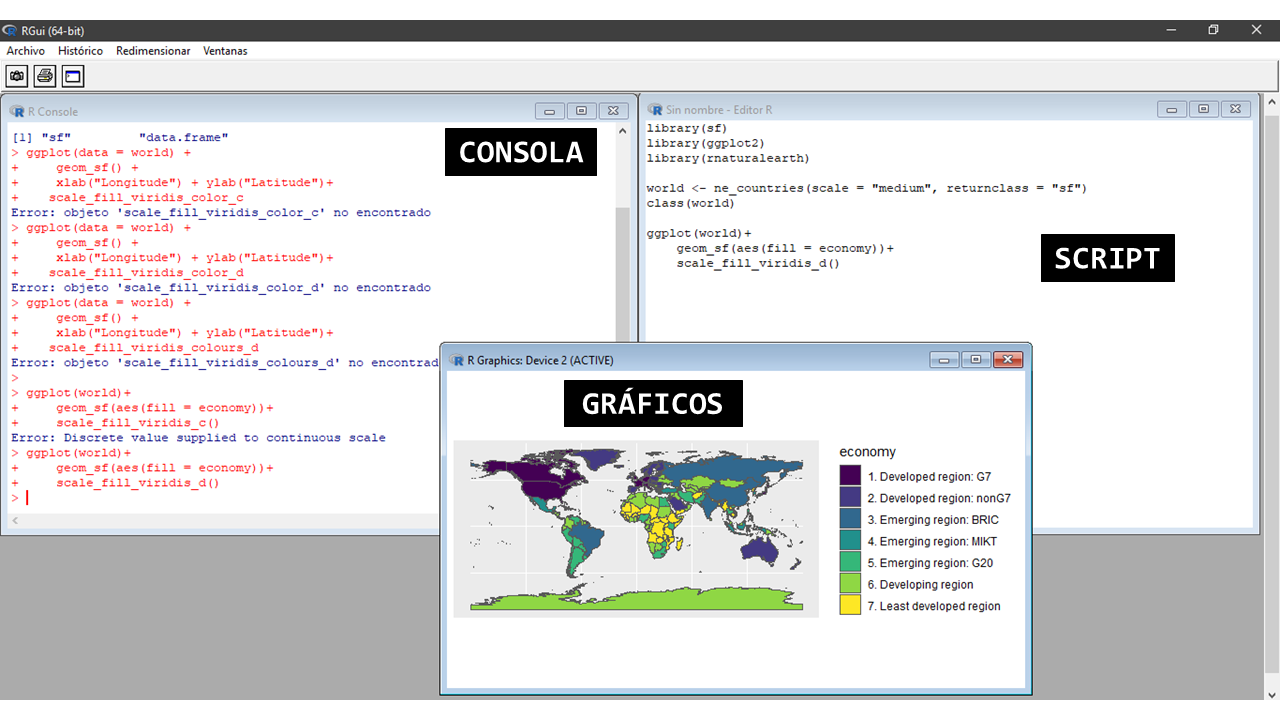 RGui (64-bit)
Archivo Histórico Redimensionar Ventanas
R Console
[1] "sf"         "data.frame"
> ggplot(data = world) +
+     geom_sf() +
+     xlab("Longitude") + ylab("Latitude")+
+    scale_fill_viridis_color_c
Error: objeto 'scale_fill_viridis_color_c' no encontrado
> ggplot(data = world) +
+     geom_sf() +
+     xlab("Longitude") + ylab("Latitude")+
+    scale_fill_viridis_color_d
Error: objeto 'scale_fill_viridis_color_d' no encontrado
> ggplot(data = world) +
+     geom_sf() +
+     xlab("Longitude") + ylab("Latitude")+
+    scale_fill_viridis_colours_d
Error: objeto 'scale_fill_viridis_colours_d' no encontrad
>
> ggplot(world)+
+     geom_sf(aes(fill = economy))+
+     scale_fill_viridis_c()
Error: Discrete value supplied to continuous scale
> ggplot(world)+
+     geom_sf(aes(fill = economy))+
+     scale_fill_viridis_d()
>
CONSOLA
Sin nombre - Editor R
library(sf)
library(ggplot2)
library(rnaturalearth)
world <- ne_countries(scale = "medium", returnclass = "sf")
class(world)
ggplot(world)+
    geom_sf(aes(fill = economy))+
    scale_fill_viridis_d()
SCRIPT
R Graphics: Device 2 (ACTIVE)
GRÁFICOS
economy
1. Developed region: G7
2. Developed region: nonG7
3. Emerging region: BRIC
4. Emerging region: MIKT
5. Emerging region: G20
6. Developing region
7. Least developed region